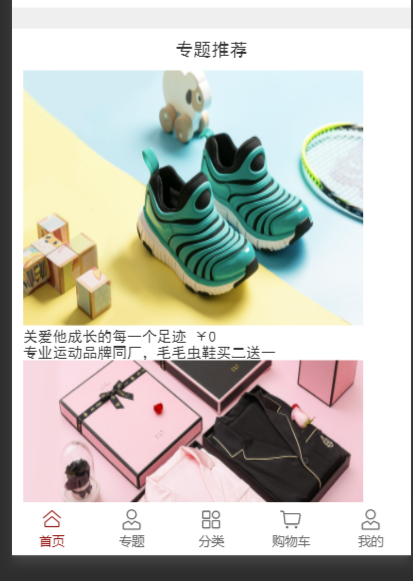 专题推荐
关爱他成长的每一个足迹 ￥0
专业运动品牌同厂，毛毛虫鞋买二送一
首页
专题
分类
购物车
我的